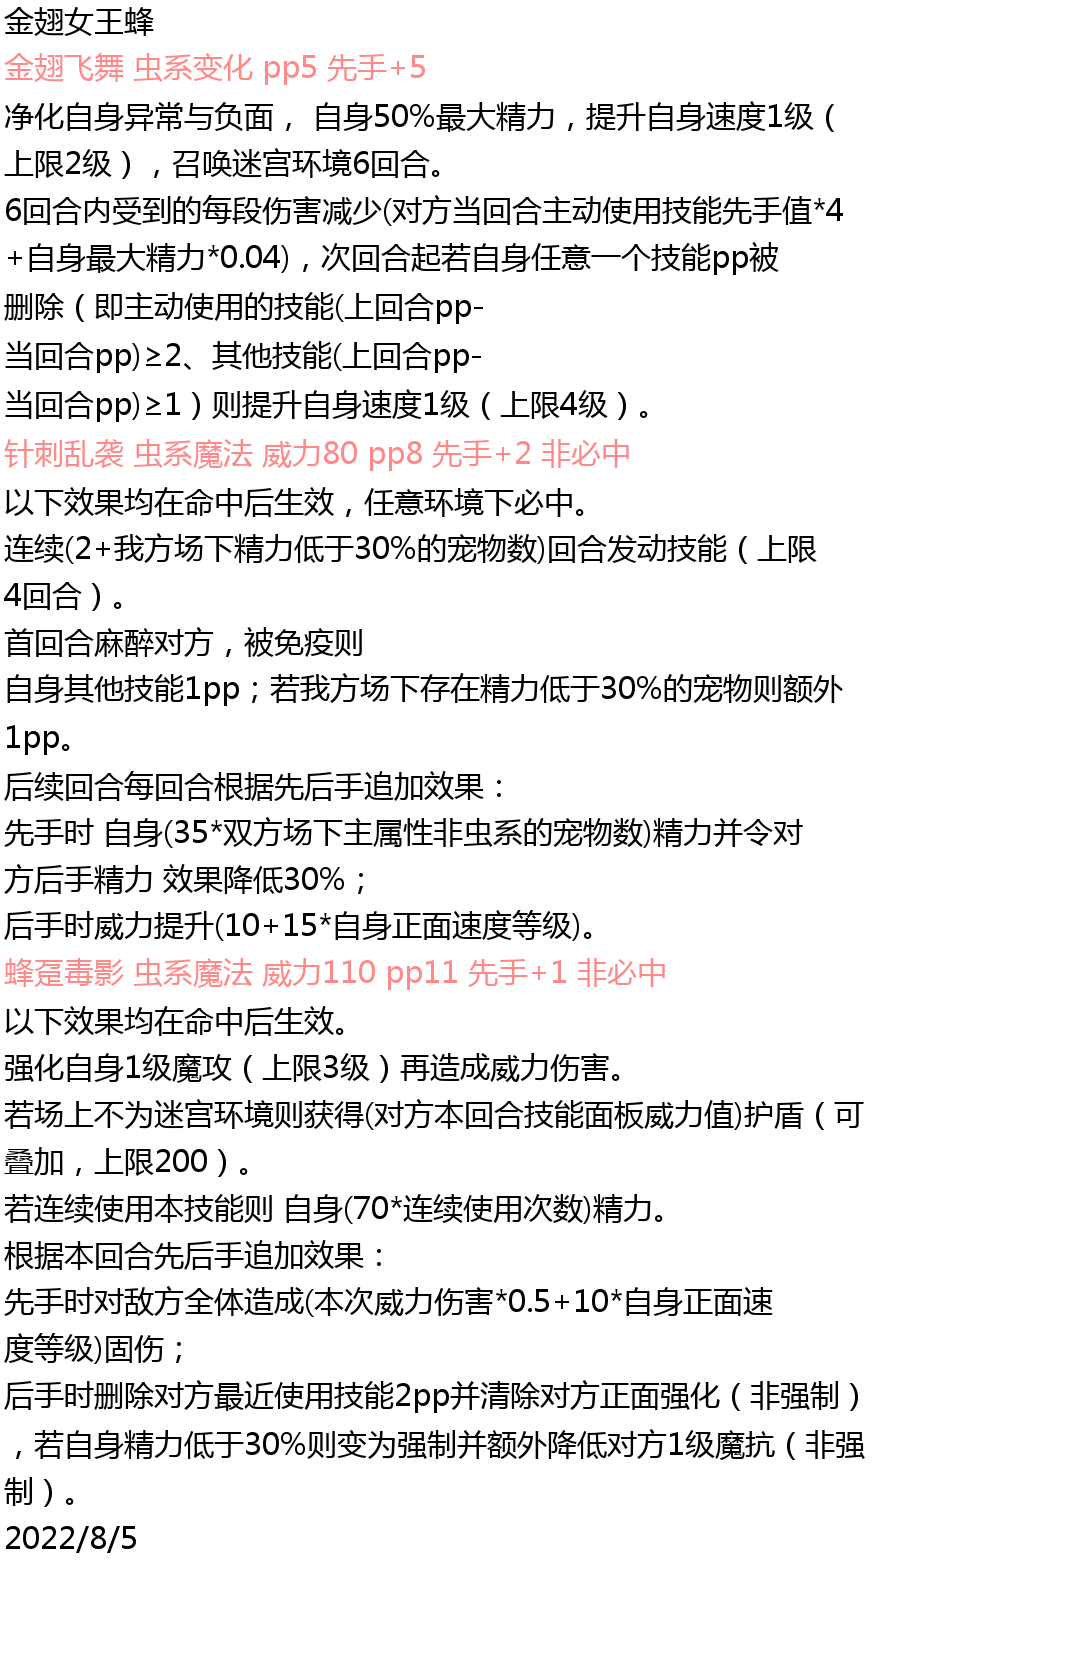 金翅女王蜂
金翅飞舞 虫系变化 pp5 先手+5
净化自身异常与负面， 自身50%最大精力，提升自身速度1级（
上限2级），召唤迷宫环境6回合。
6回合内受到的每段伤害减少(对方当回合主动使用技能先手值*4
+自身最大精力*0.04)，次回合起若自身任意一个技能pp被
删除（即主动使用的技能(上回合pp-
当回合pp)≥2、其他技能(上回合pp-
当回合pp)≥1）则提升自身速度1级（上限4级）。
针刺乱袭 虫系魔法 威力80 pp8 先手+2 非必中
以下效果均在命中后生效，任意环境下必中。
连续(2+我方场下精力低于30%的宠物数)回合发动技能（上限
4回合）。
首回合麻醉对方，被免疫则
自身其他技能1pp；若我方场下存在精力低于30%的宠物则额外
1pp。
后续回合每回合根据先后手追加效果：
先手时 自身(35*双方场下主属性非虫系的宠物数)精力并令对
方后手精力 效果降低30%；
后手时威力提升(10+15*自身正面速度等级)。
蜂趸毒影 虫系魔法 威力110 pp11 先手+1 非必中
以下效果均在命中后生效。
强化自身1级魔攻（上限3级）再造成威力伤害。
若场上不为迷宫环境则获得(对方本回合技能面板威力值)护盾（可
叠加，上限200）。
若连续使用本技能则 自身(70*连续使用次数)精力。
根据本回合先后手追加效果：
先手时对敌方全体造成(本次威力伤害*0.5+10*自身正面速
度等级)固伤；
后手时删除对方最近使用技能2pp并清除对方正面强化（非强制）
，若自身精力低于30%则变为强制并额外降低对方1级魔抗（非强
制）。
2022/8/5